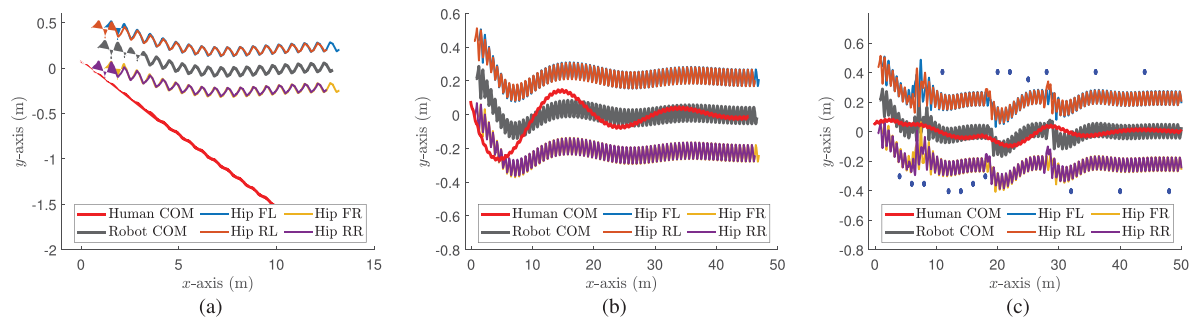 0.5
0
-0.5
-1
-1.5
-2
y-axis (m)
0 5 10 15
x-axis (m)
Human COM Hip FL Hip FR
Robot COM Hip RL Hip RR
(a)
0.6
0.4
0.2
0
-0.2
-0.4
-0.6
-0.8
y-axis (m)
0 10 20 30 40 50
x-axis (m)
Human COM Hip FL Hip FR
Robot COM Hip RL Hip RR
(b)
0.6
0.4
0.2
0
-0.2
-0.4
-0.6
-0.8
y-axis (m)
0 10 20 30 40 50
x-axis (m)
Human COM Hip FL Hip FR
Robot COM Hip RL Hip RR
(c)